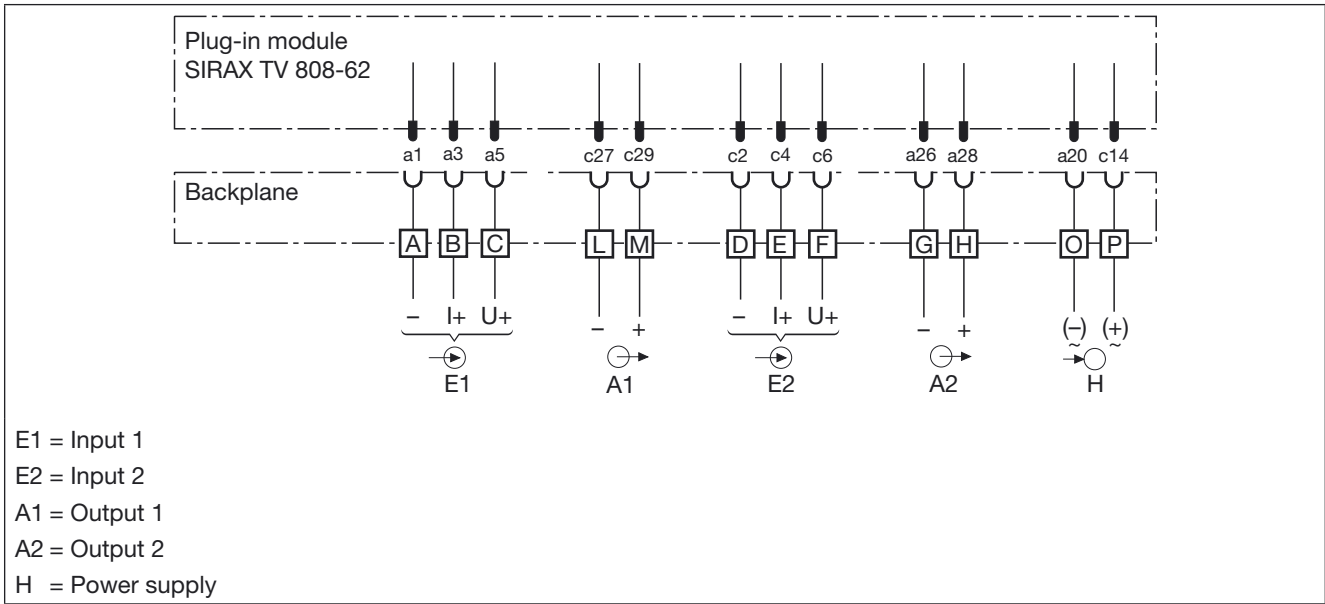 Plug-in module
SIRAX TV 808-62
a1 a3 a5 c27 c29 c2 c4 c6 a26 a28 a20 c14
Backplane
A B C L M D E F G H O P
– I+ U+ – + – I+ U+ – + (–) (+)
~ ~
E1 A1 E2 A2 H
E1 = Input 1
E2 = Input 2
A1 = Output 1
A2 = Output 2
H = Power supply